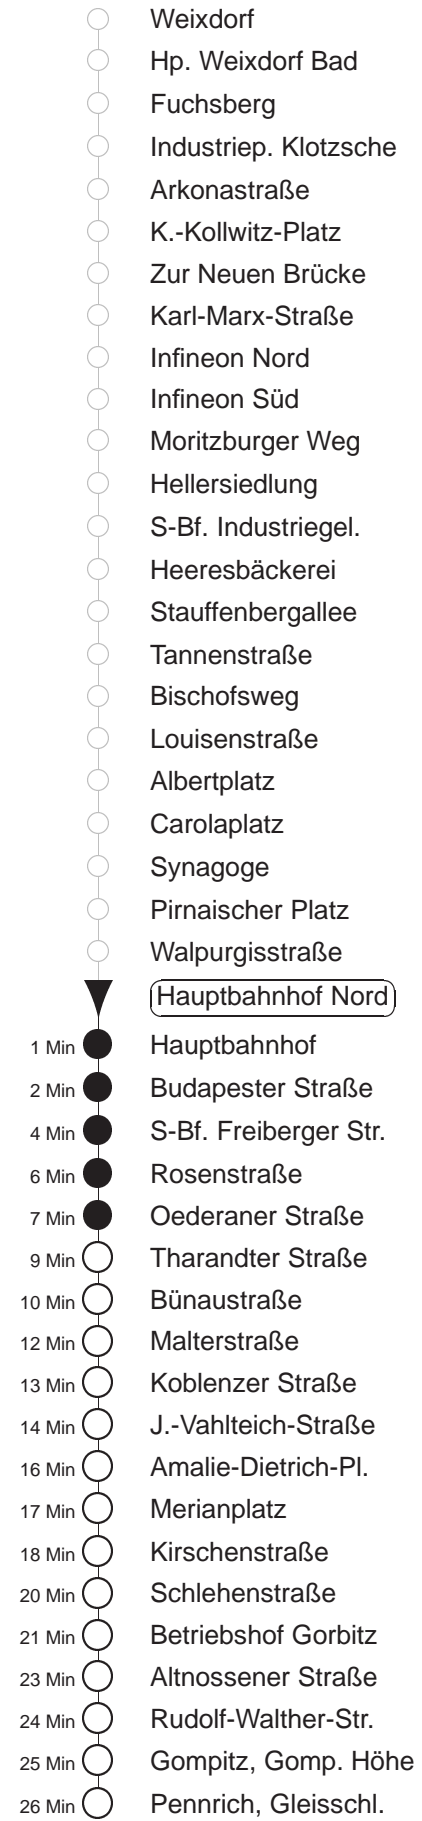 Weixdorf
Hp. Weixdorf Bad
Fuchsberg
Industriep. Klotzsche
Arkonastraße
K.-Kollwitz-Platz
Zur Neuen Brücke
Karl-Marx-Straße
Infineon Nord
Infineon Süd
Moritzburger Weg
Hellersiedlung
S-Bf. Industriegel.
Heeresbäckerei
Stauffenbergallee
Tannenstraße
Bischofsweg
Louisenstraße
Albertplatz
Carolaplatz
Synagoge
Pirnaischer Platz
Walpurgisstraße
Hauptbahnhof Nord
1 Min Hauptbahnhof
2 Min Budapester Straße
4 Min S-Bf. Freiberger Str.
6 Min Rosenstraße
7 Min Oederaner Straße
9 Min Tharandter Straße
10 Min Bünaustraße
12 Min Malterstraße
13 Min Koblenzer Straße
14 Min J.-Vahlteich-Straße
16 Min Amalie-Dietrich-Pl.
17 Min Merianplatz
18 Min Kirschenstraße
20 Min Schlehenstraße
21 Min Betriebshof Gorbitz
23 Min Altnossener Straße
24 Min Rudolf-Walther-Str.
25 Min Gompitz, Gomp. Höhe
26 Min Pennrich, Gleisschl.